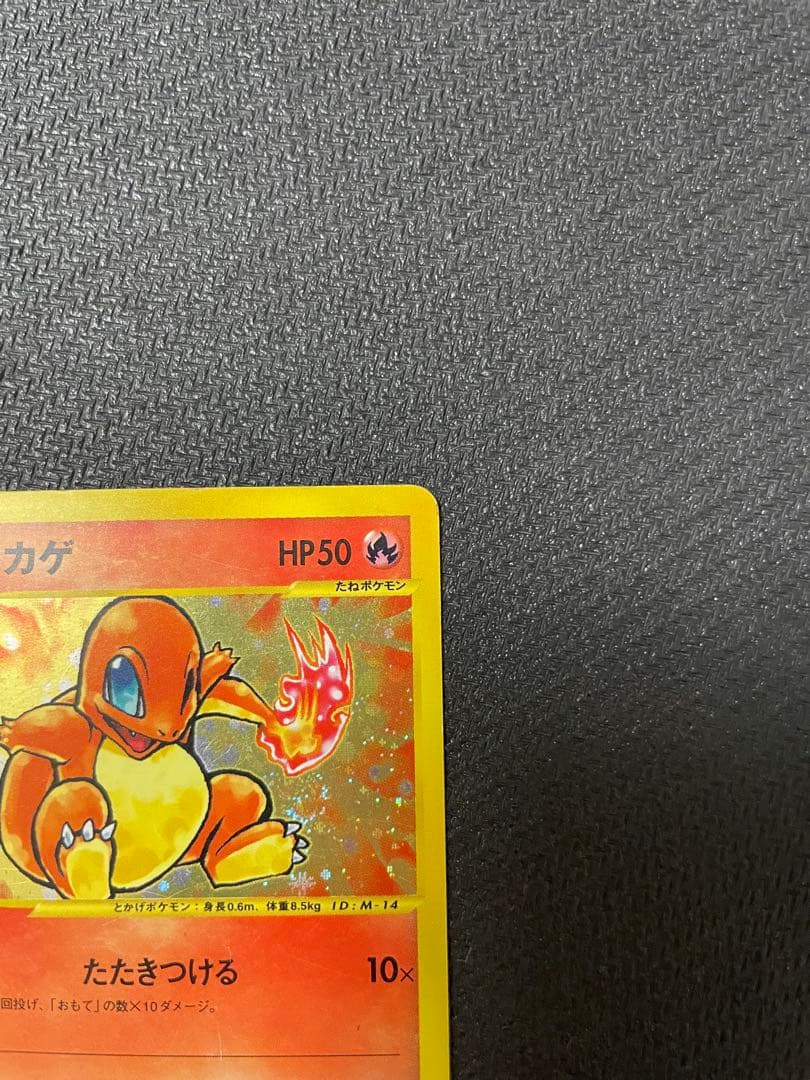 カゲ HP50
たねポケモン
とかげポケモン：身長0.6m、体重8.5kg ID:M-14
たたきつける 10×
回投げ、「おもて」の数×10ダメージ。